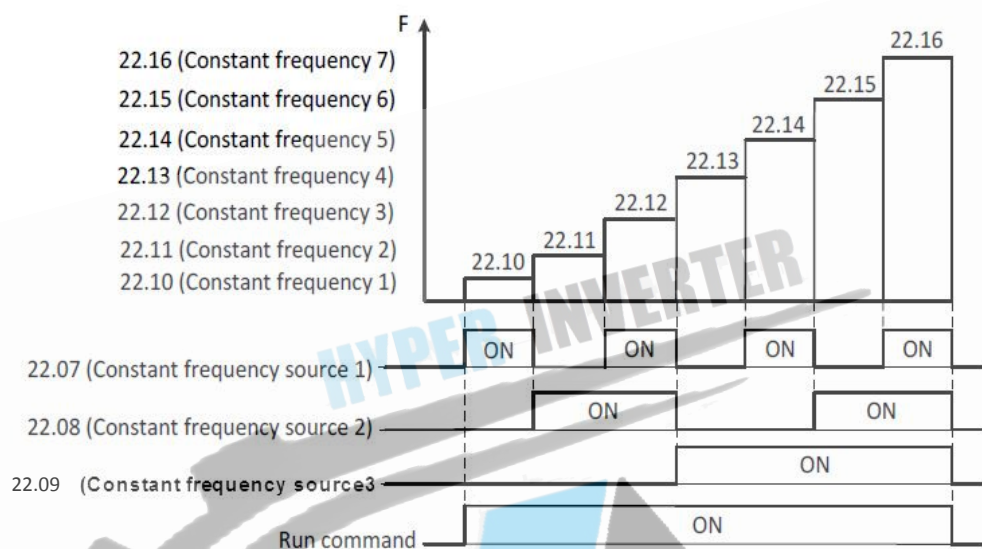 F
22.16
22.16 (Constant frequency 7)
22.15
22.15 (Constant frequency 6)
22.14
22.14 (Constant frequency 5)
22.13
22.13 (Constant frequency 4)
22.12
22.12 (Constant frequency 3)
22.11
22.11 (Constant frequency 2)
22.10
22.10 (Constant frequency 1)
HYPER INVERTER
ON ON ON ON
22.07 (Constant frequency source 1)
ON ON
22.08 (Constant frequency source 2)
ON
22.09 (Constant frequency source3
ON
Run command